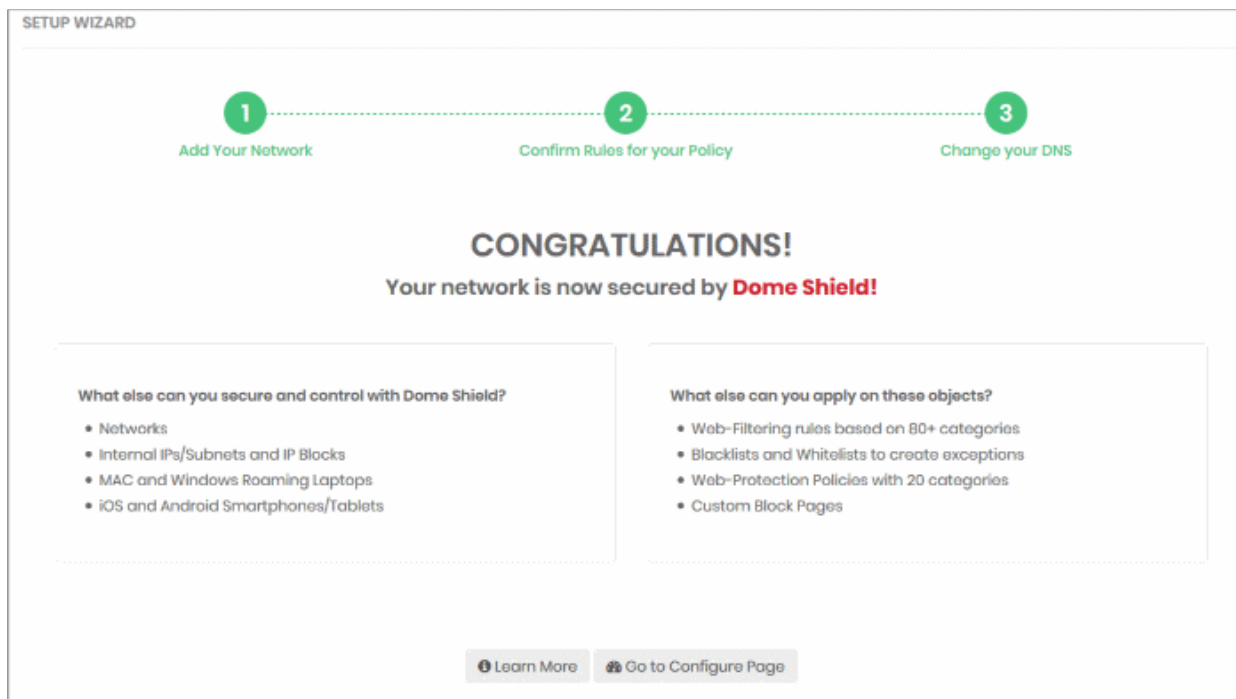 SETUP WIZARD
1
2
3
Add Your Network
Confirm Rules for your Policy
Change your DNS
CONGRATULATIONS!
Your network is now secured by Dome Shield!
What else can you secure and control with Dome Shield?
• Networks
• Internal IPs/Subnets and IP Blocks
• MAC and Windows Roaming Laptops
• iOS and Android Smartphones/Tablets
What else can you apply on these objects?
• Web-Filtering rules based on 80+ categories
• Blacklists and Whitelists to create exceptions
• Web-Protection Policies with 20 categories
• Custom Block Pages
Learn More
Go to Configure Page